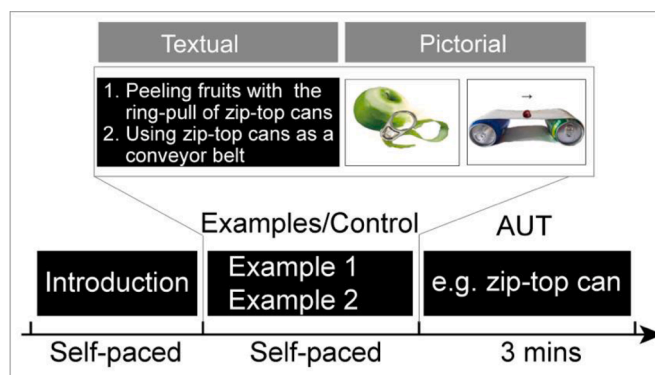 Textual
Pictorial
1. Peeling fruits with the
ring-pull of zip-top cans
2. Using zip-top cans as a
conveyor belt
Examples/Control
AUT
Introduction
Example 1
Example 2
e.g. zip-top can
Self-paced
Self-paced
3 mins